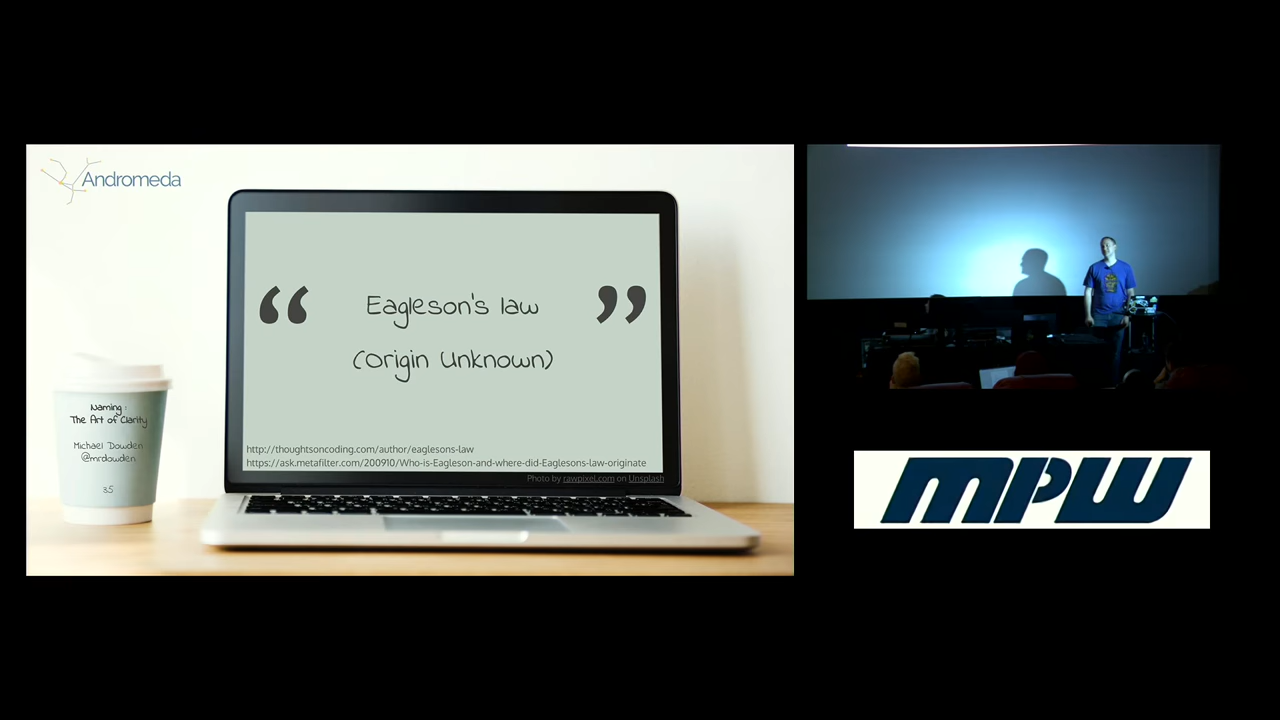 Andromeda
“ Eagleson's law ”
(Origin Unknown)
http://thoughtsoncoding.com/author/eaglesons-law
https://ask.metafilter.com/200910/Who-is-Eagleson-and-where-did-Eaglesons-law-originate
Photo by rawpixel.com on Unsplash
Naming:
The Art of Clarity
Michael Dowden
@mrdowden
35
MPW